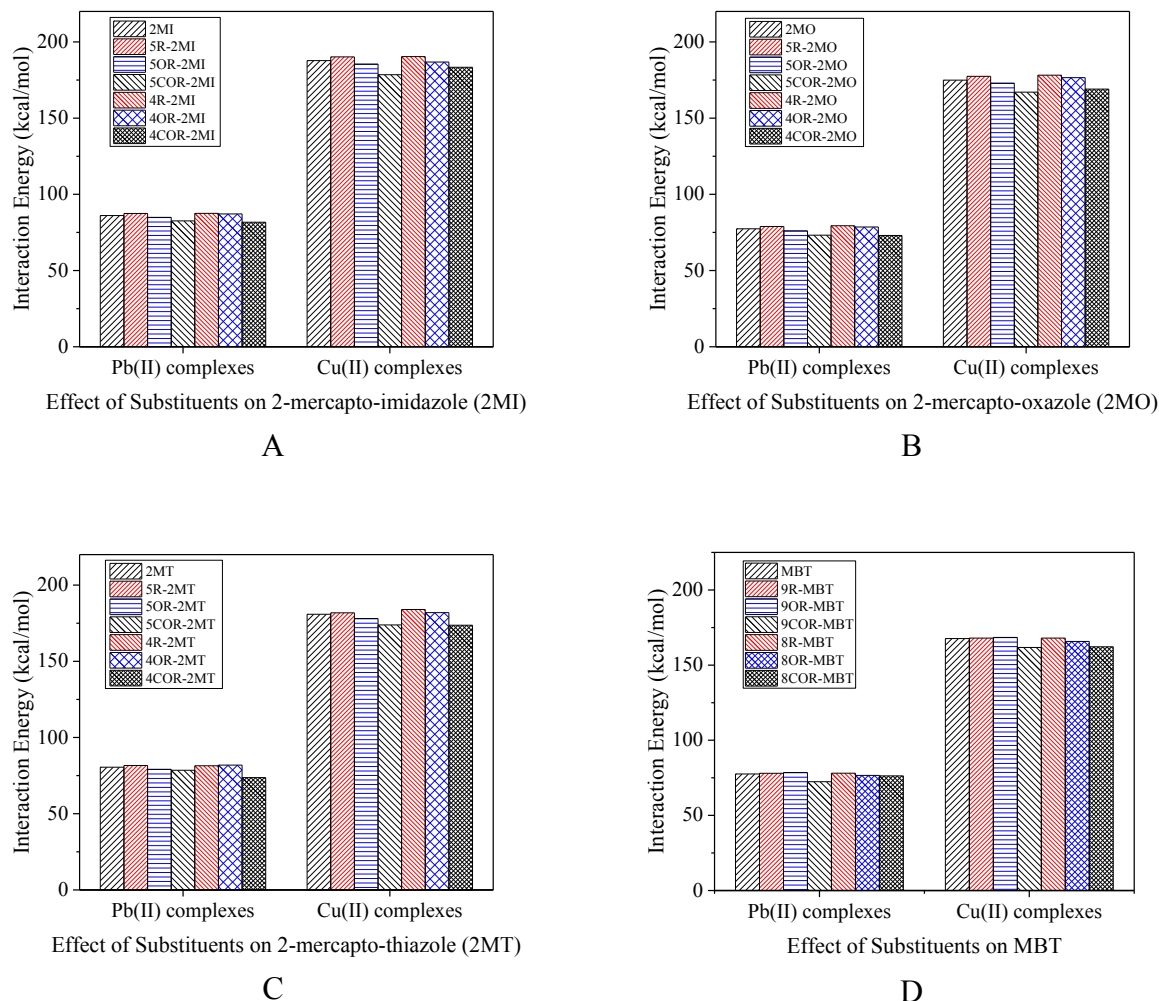 2MI
5R-2MI
5OR-2MI
5COR-2MI
4R-2MI
4OR-2MI
4COR-2MI
200
150
100
50
0
Interaction Energy (kcal/mol)
Pb(II) complexes
Cu(II) complexes
Effect of Substituents on 2-mercapto-imidazole (2MI)
A
2MO
5R-2MO
5OR-2MO
5COR-2MO
4R-2MO
4OR-2MO
4COR-2MO
200
150
100
50
0
Interaction Energy (kcal/mol)
Pb(II) complexes
Cu(II) complexes
Effect of Substituents on 2-mercapto-oxazole (2MO)
B
2MT
5R-2MT
5OR-2MT
5COR-2MT
4R-2MT
4OR-2MT
4COR-2MT
200
150
100
50
0
Interaction Energy (kcal/mol)
Pb(II) complexes
Cu(II) complexes
Effect of Substituents on 2-mercapto-thiazole (2MT)
C
MBT
9R-MBT
9OR-MBT
9COR-MBT
8R-MBT
8OR-MBT
8COR-MBT
200
150
100
50
0
Interaction Energy (kcal/mol)
Pb(II) complexes
Cu(II) complexes
Effect of Substituents on MBT
D